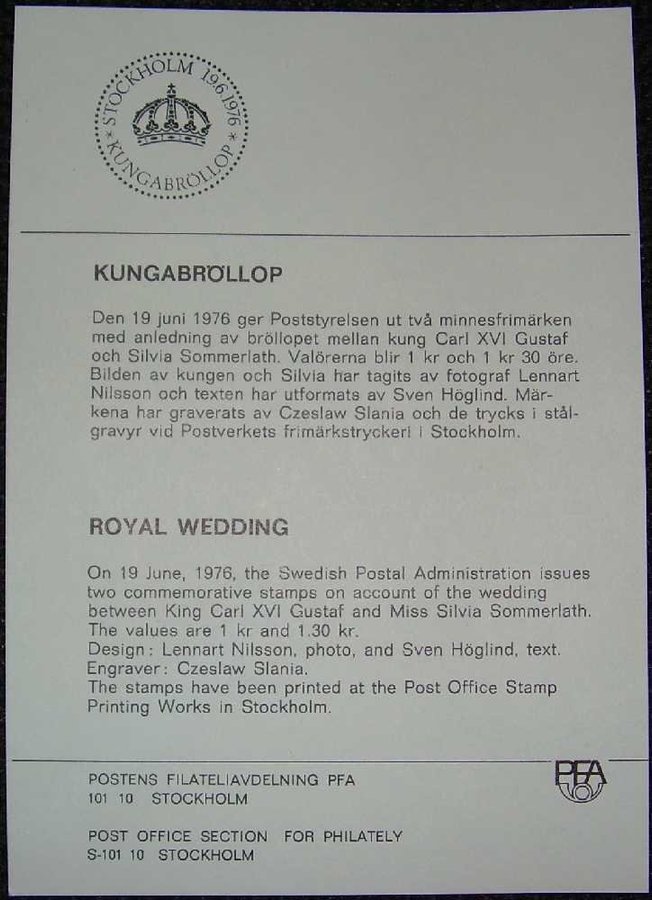 STOCKHOLM 19.6.1976
* KUNGABRÖLLOP *
KUNGABRÖLLOP
Den 19 juni 1976 ger Poststyrelsen ut två minnesfrimärken
med anledning av bröllopet mellan kung Carl XVI Gustaf
och Silvia Sommerlath. Valörerna blir 1 kr och 1 kr 30 öre.
Bilden av kungen och Silvia har tagits av fotograf Lennart
Nilsson och texten har utformats av Sven Höglind. Mär-
kena har graverats av Czeslaw Slania och de trycks i stål-
gravyr vid Postverkets frimärkstryckeri i Stockholm.
ROYAL WEDDING
On 19 June, 1976, the Swedish Postal Administration issues
two commemorative stamps on account of the wedding
between King Carl XVI Gustaf and Miss Silvia Sommerlath.
The values are 1 kr and 1.30 kr.
Design: Lennart Nilsson, photo, and Sven Höglind, text.
Engraver: Czeslaw Slania.
The stamps have been printed at the Post Office Stamp
Printing Works in Stockholm.
PFA
POSTENS FILATELIAVDELNING PFA
101 10 STOCKHOLM
POST OFFICE SECTION FOR PHILATELY
S-101 10 STOCKHOLM